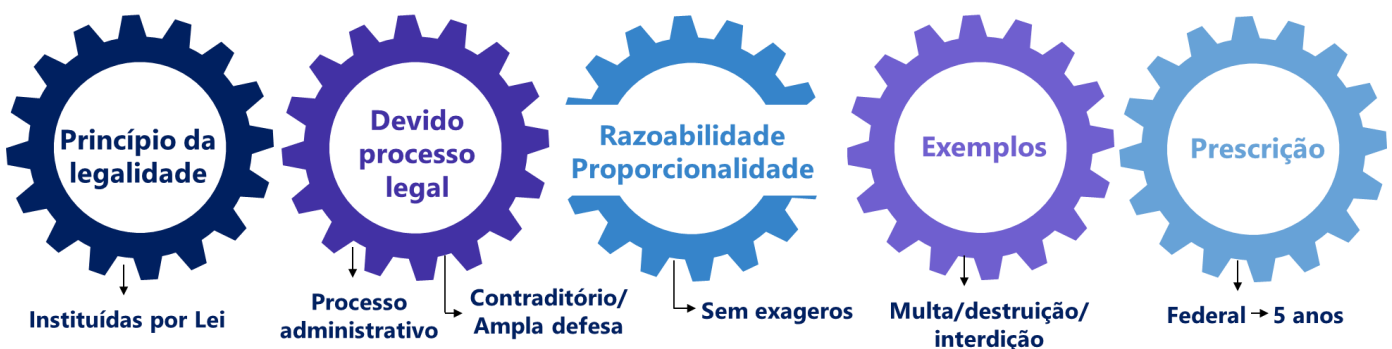 Princípio da
legalidade
Instituídas por Lei
Devido
processo
legal
Processo
administrativo
Contraditório/
Ampla defesa
Razoabilidade
Proporcionalidade
Sem exageros
Exemplos
Multa/destruição/
interdição
Prescrição
Federal → 5 anos